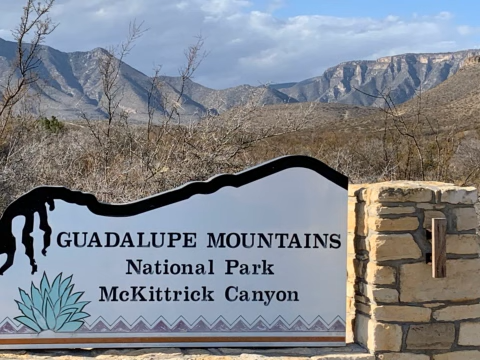 GUADALUPE MOUNTAINS
National Park
McKittrick Canyon